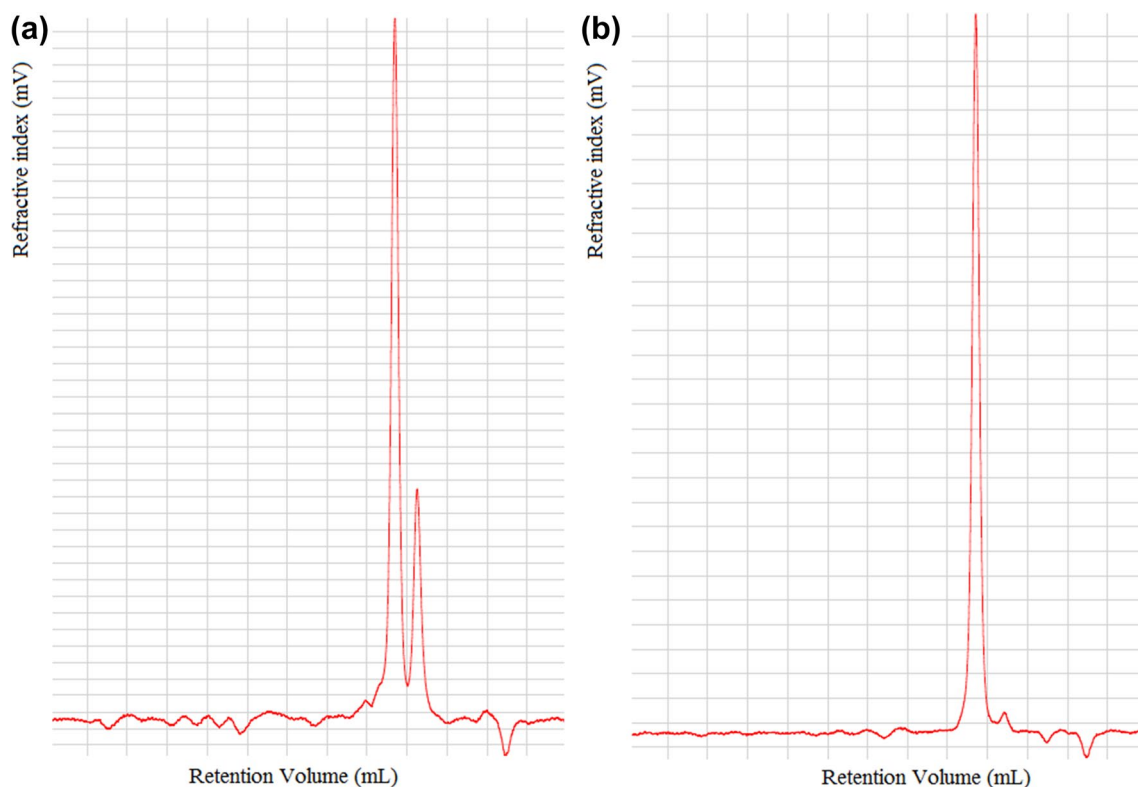 (a)
Refractive index (mV)
Retention Volume (mL)
(b)
Refractive index (mV)
Retention Volume (mL)